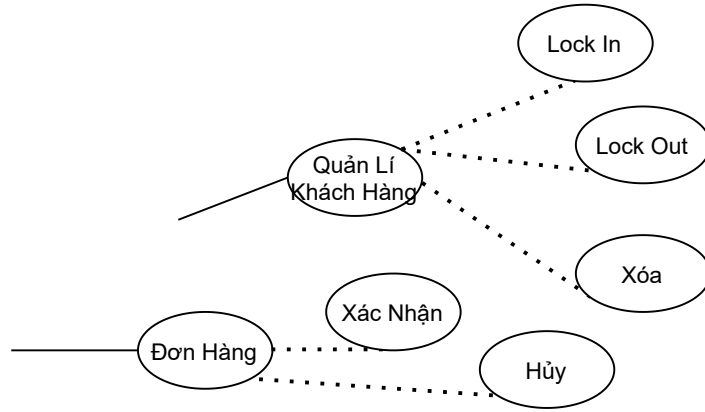 Lock In
Lock Out
Quản Lí
Khách Hàng
Xóa
Xác Nhận
Đơn Hàng
Hủy